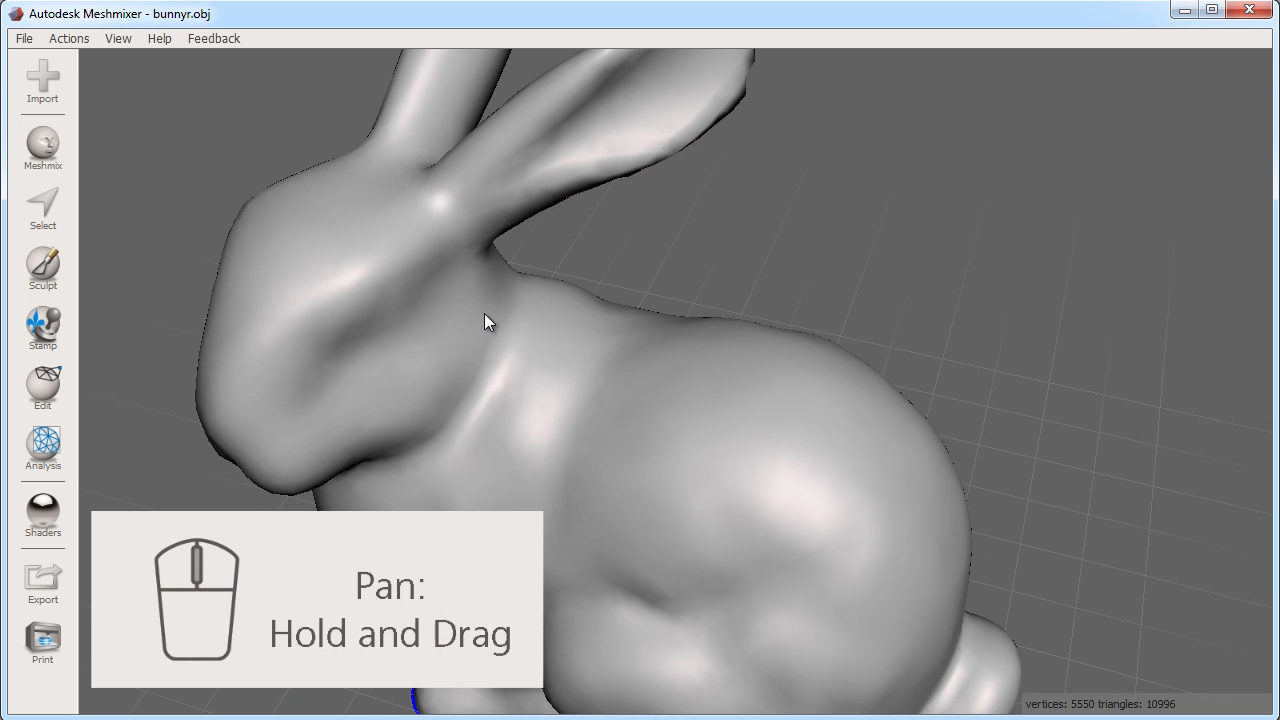 Autodesk Meshmixer - bunnyr.obj
File Actions View Help Feedback
Import
Meshmix
Select
Sculpt
Stamp
Edit
Analysis
Shaders
Export
Print
Pan:
Hold and Drag
vertices: 5550 triangles: 10996